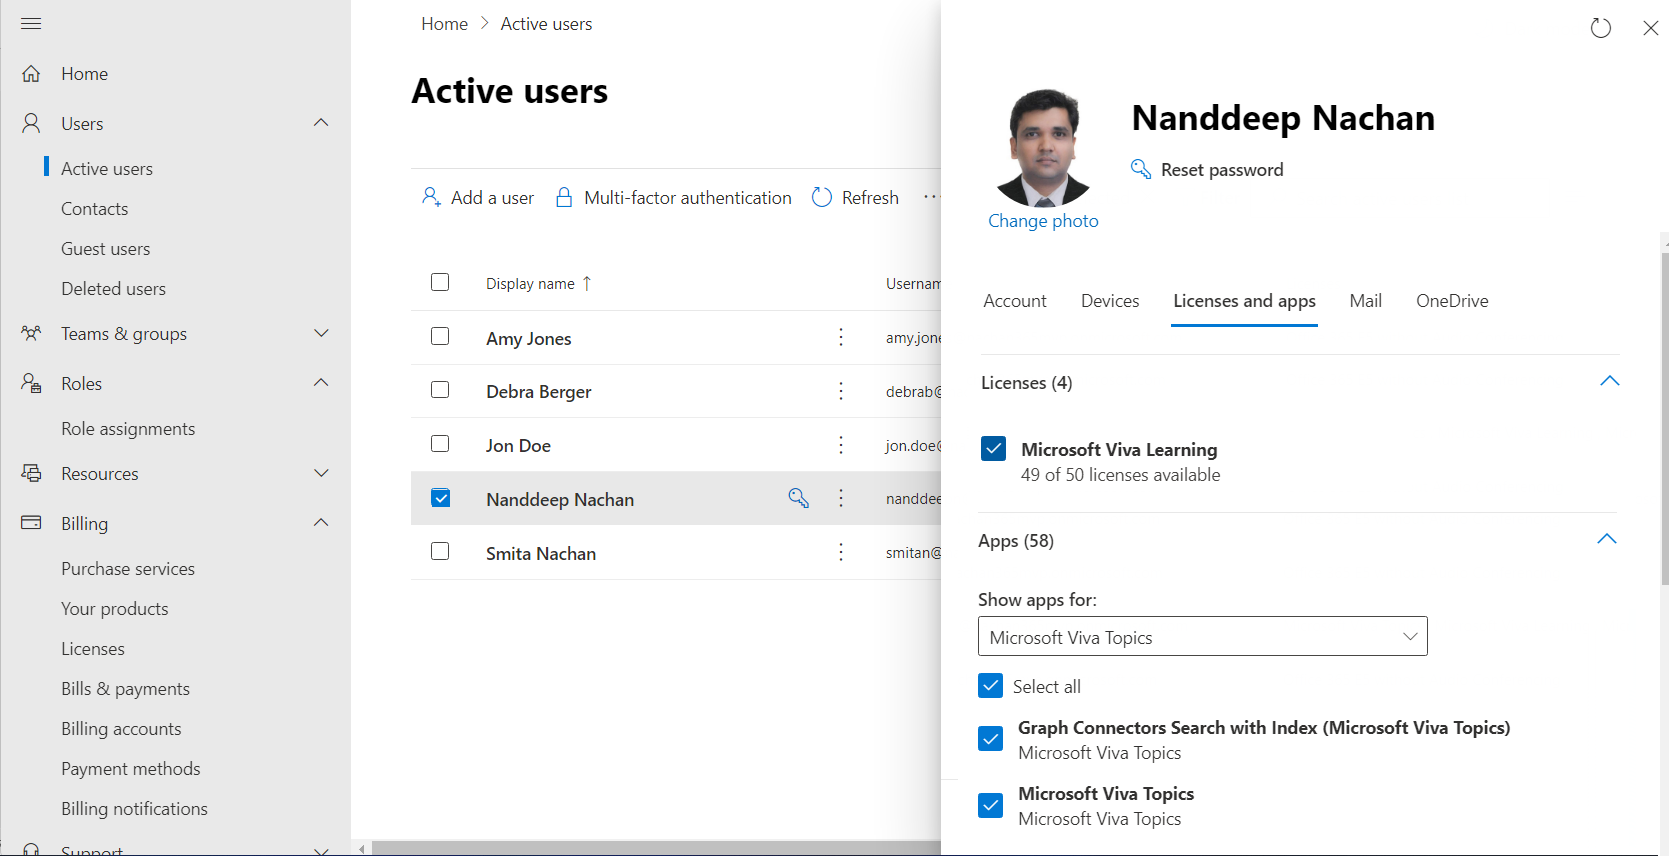 Home
Users
Active users
Contacts
Guest users
Deleted users
Teams & groups
Roles
Role assignments
Resources
Billing
Purchase services
Your products
Licenses
Bills & payments
Billing accounts
Payment methods
Billing notifications
Support
Home > Active users
Active users
Add a user Multi-factor authentication Refresh ...
Display name ↑ Usernam
Amy Jones amy.jone
Debra Berger debrab@
Jon Doe jon.doe@
Nanddeep Nachan nanddee
Smita Nachan smitan@
Nanddeep Nachan
Reset password
Change photo
Account Devices Licenses and apps Mail OneDrive
Licenses (4)
Microsoft Viva Learning
49 of 50 licenses available
Apps (58)
Show apps for:
Microsoft Viva Topics
Select all
Graph Connectors Search with Index (Microsoft Viva Topics)
Microsoft Viva Topics
Microsoft Viva Topics
Microsoft Viva Topics